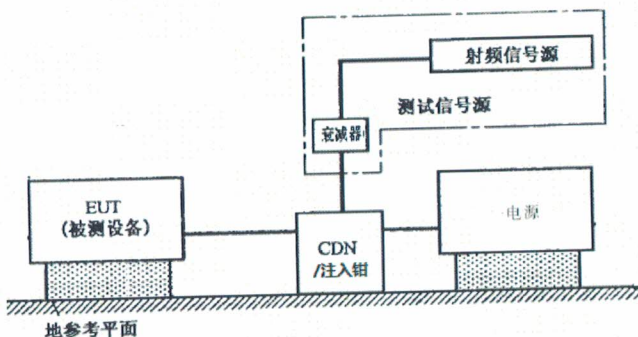 射频信号源
测试信号源
衰减器
EUT
(被测设备)
CDN
/注入钳
电源
地参考平面